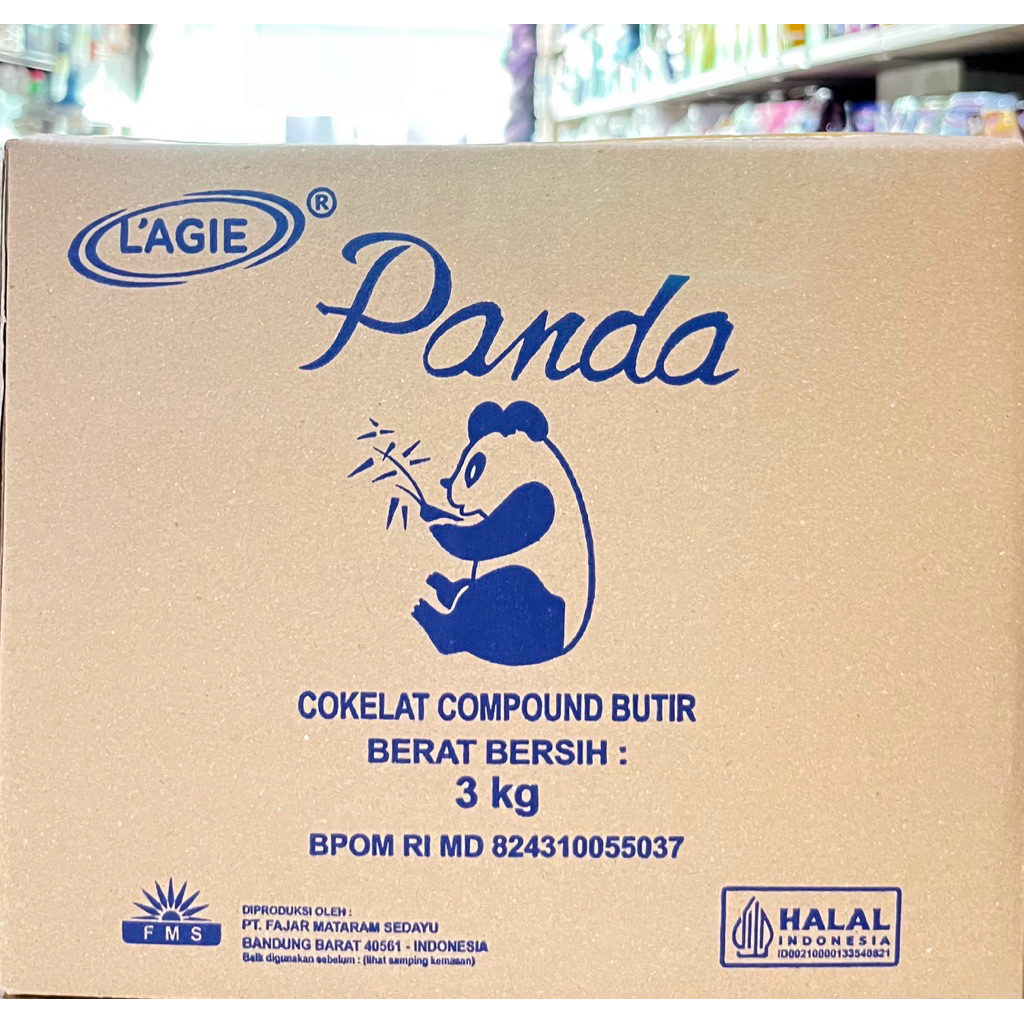 L'AGIE ®
Panda
COKELAT COMPOUND BUTIR
BERAT BERSIH :
3 kg
BPOM RI MD 824310055037
FMS
DIPRODUKSI OLEH :
PT. FAJAR MATARAM SEDAYU
BANDUNG BARAT 40561 - INDONESIA
Baik digunakan sebelum : (lihat samping kemasan)
HALAL
INDONESIA
ID00210000133540821